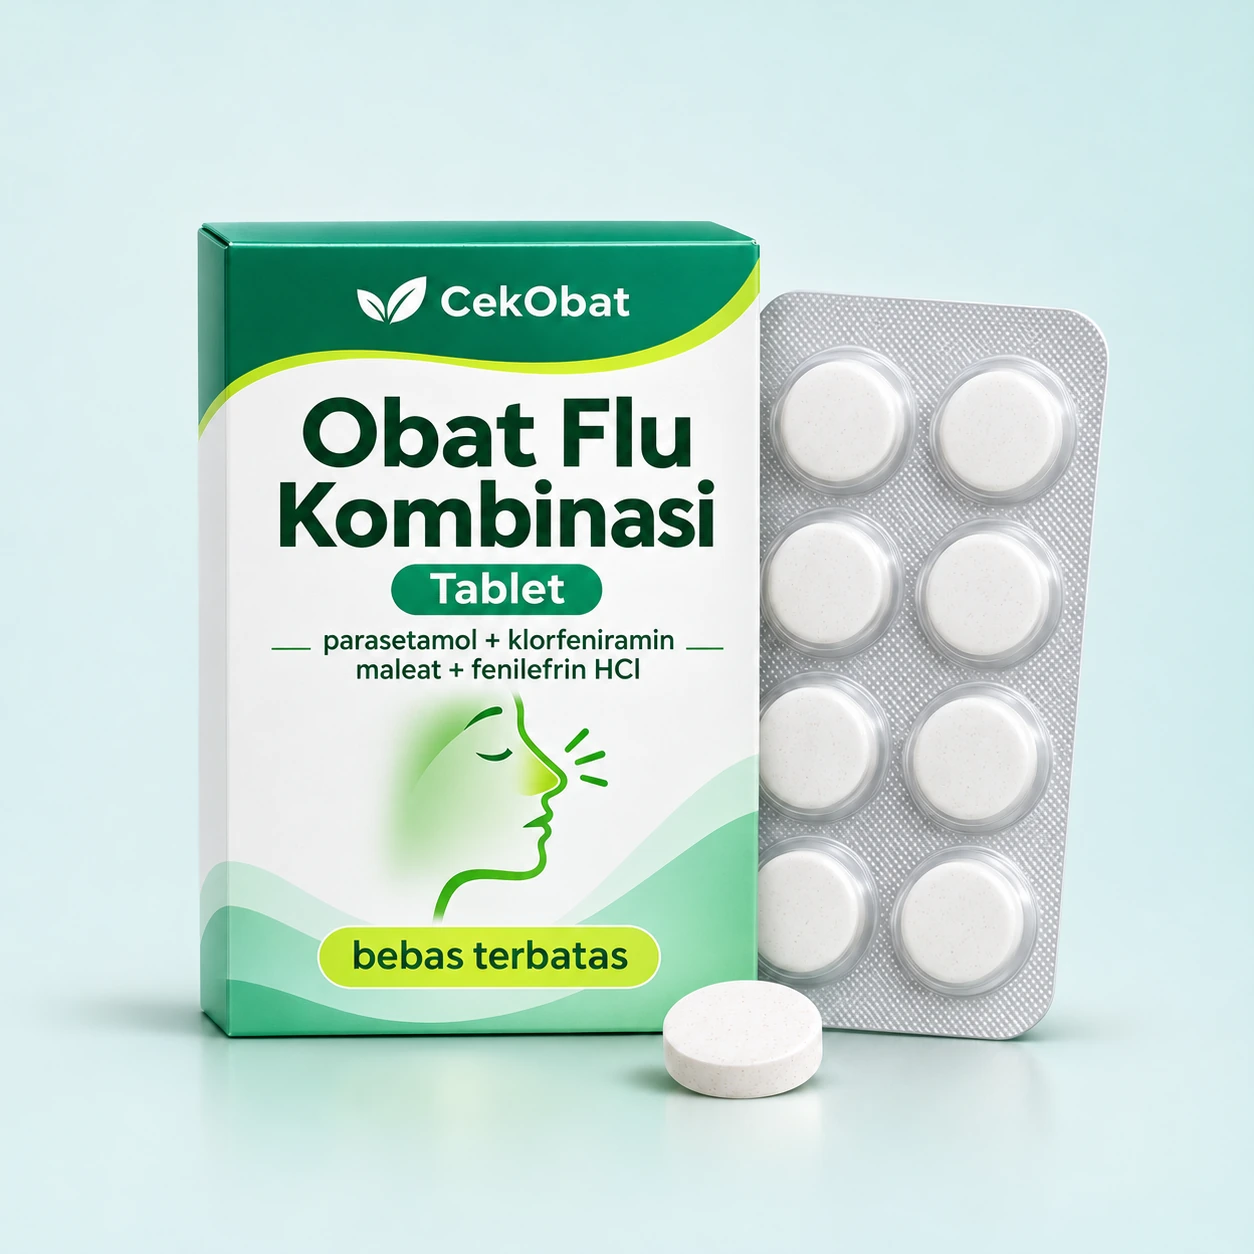 CekObat
Obat Flu
Kombinasi
Tablet
parasetamol + klorfeniramin
maleat + fenilefrin HCl
bebas terbatas